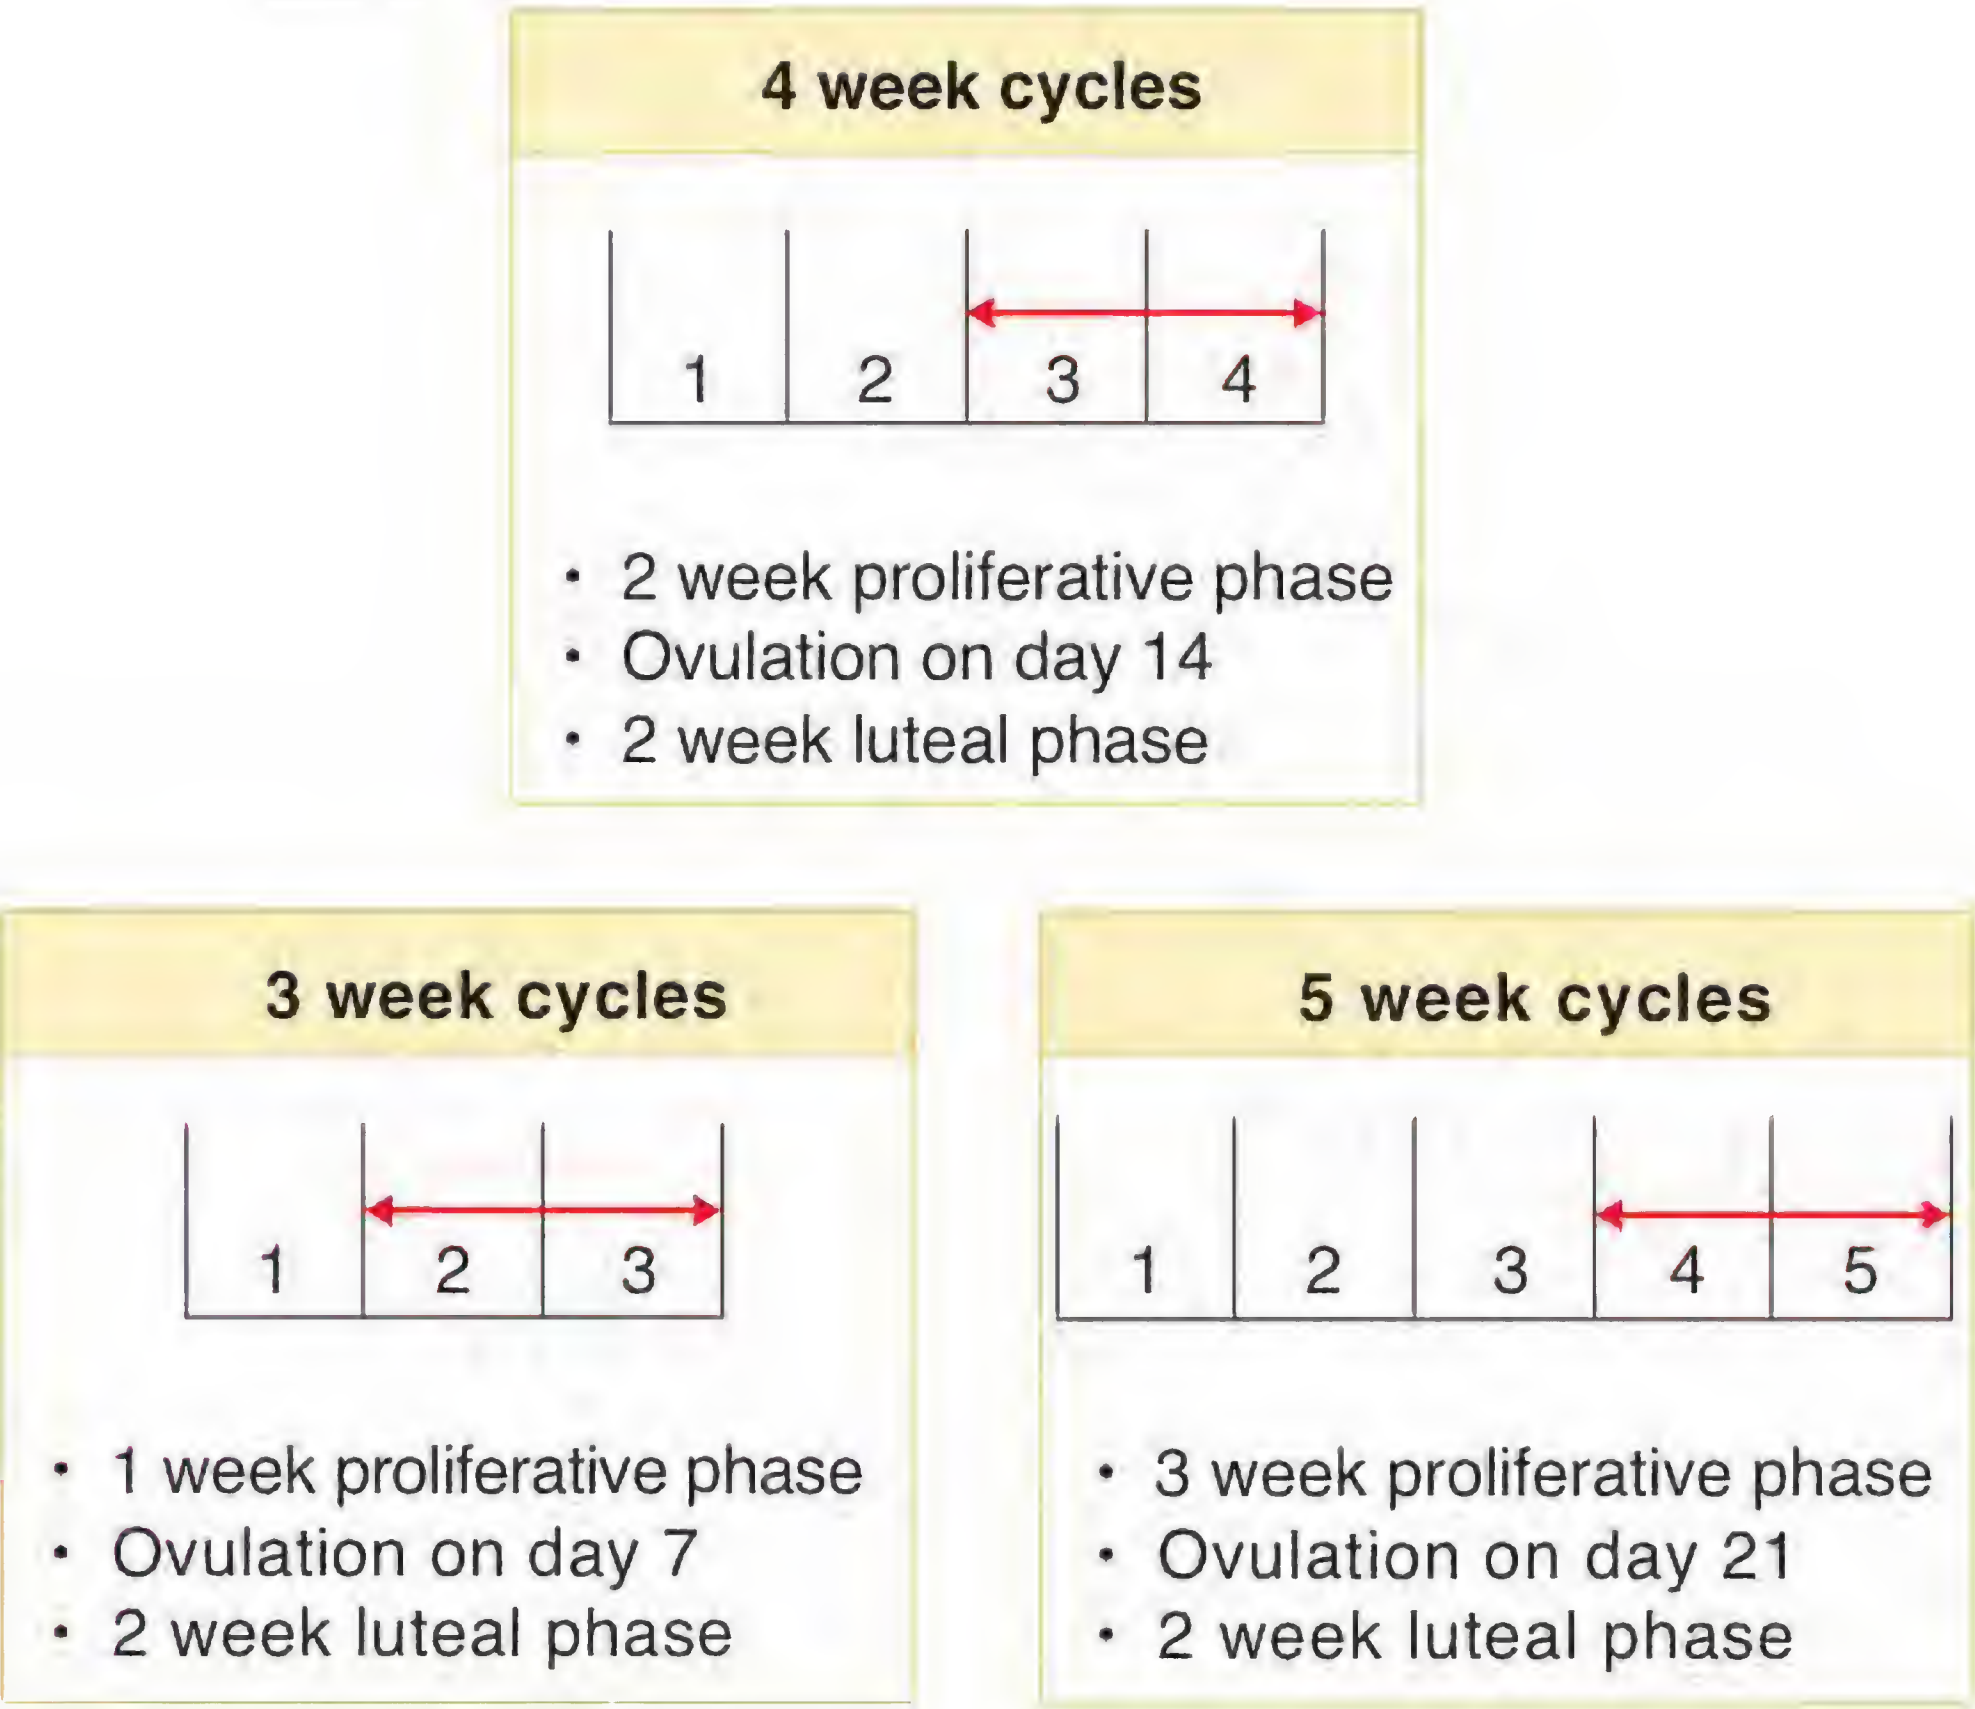 4 week cycles
1 2 3 4
• 2 week proliferative phase
• Ovulation on day 14
• 2 week luteal phase
3 week cycles
1 2 3
• 1 week proliferative phase
• Ovulation on day 7
• 2 week luteal phase
5 week cycles
1 2 3 4 5
• 3 week proliferative phase
• Ovulation on day 21
• 2 week luteal phase